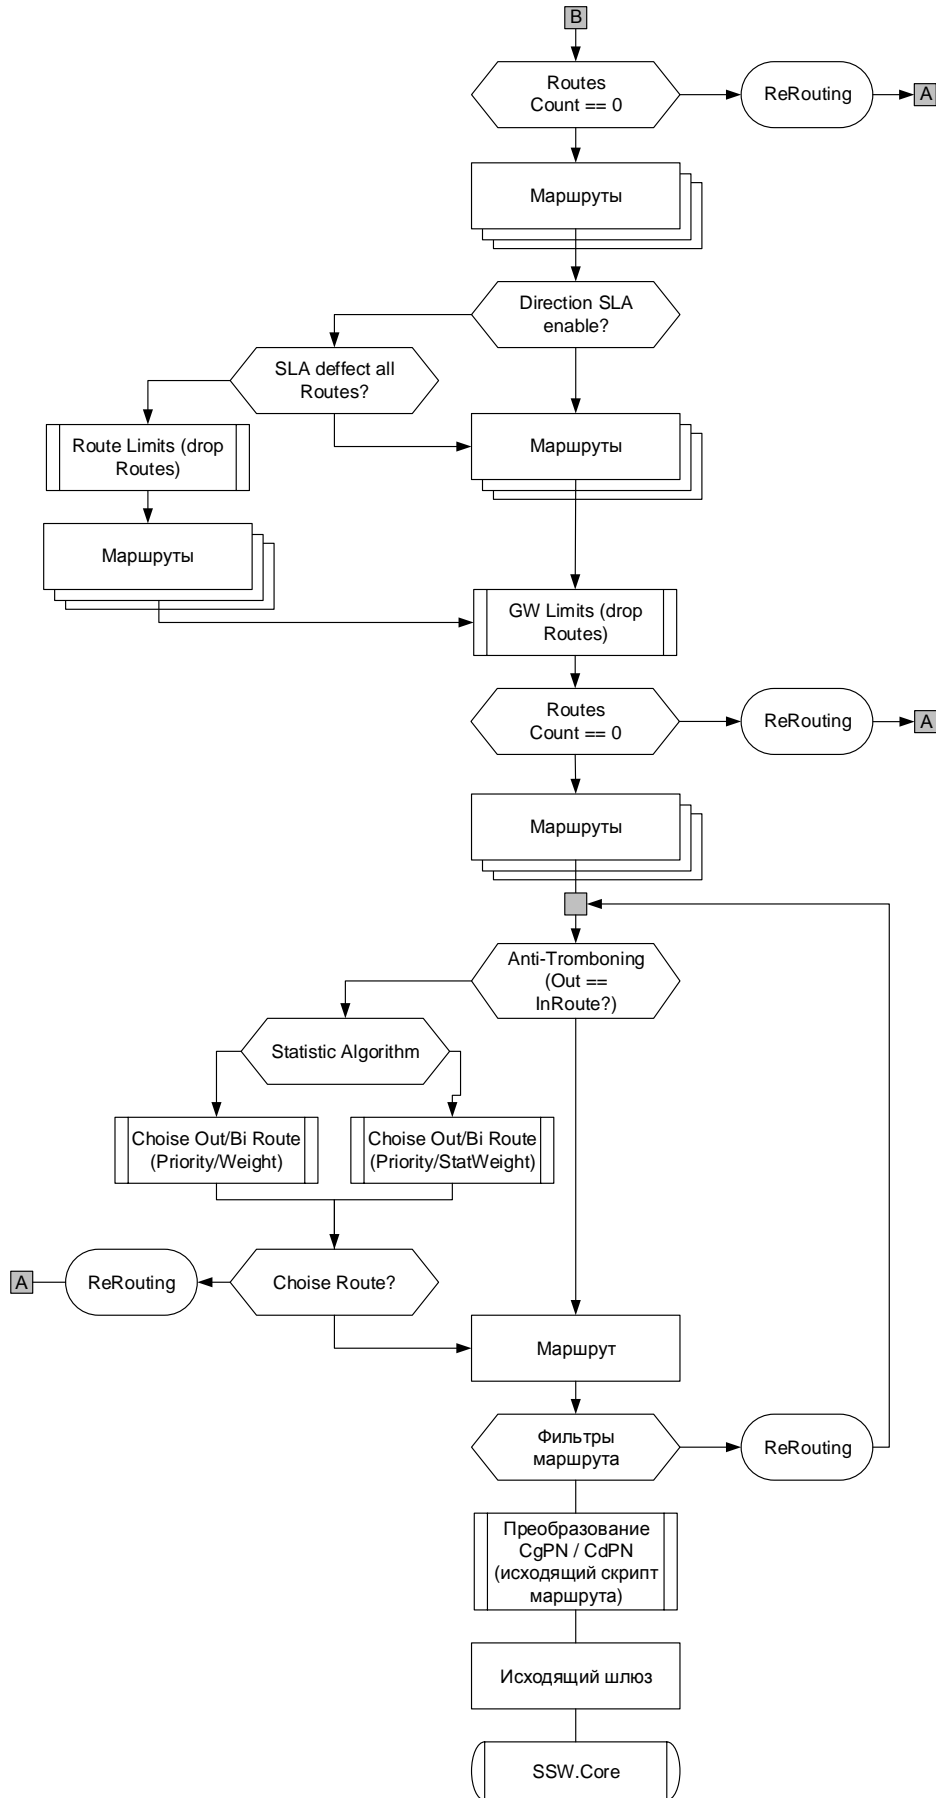 B
Routes
Count == 0
ReRouting
A
Маршруты
Direction SLA
enable?
SLA deffect all
Routes?
Route Limits (drop
Routes)
Маршруты
Маршруты
GW Limits (drop
Routes)
Routes
Count == 0
ReRouting
A
Маршруты
Anti-Tromboning
(Out ==
InRoute?)
Statistic Algorithm
Choise Out/Bi Route
(Priority/Weight)
Choise Out/Bi Route
(Priority/StatWeight)
A
ReRouting
Choise Route?
Маршрут
Фильтры
маршрута
ReRouting
Преобразование
CgPN / CdPN
(исходящий скрипт
маршрута)
Исходящий шлюз
SSW.Core